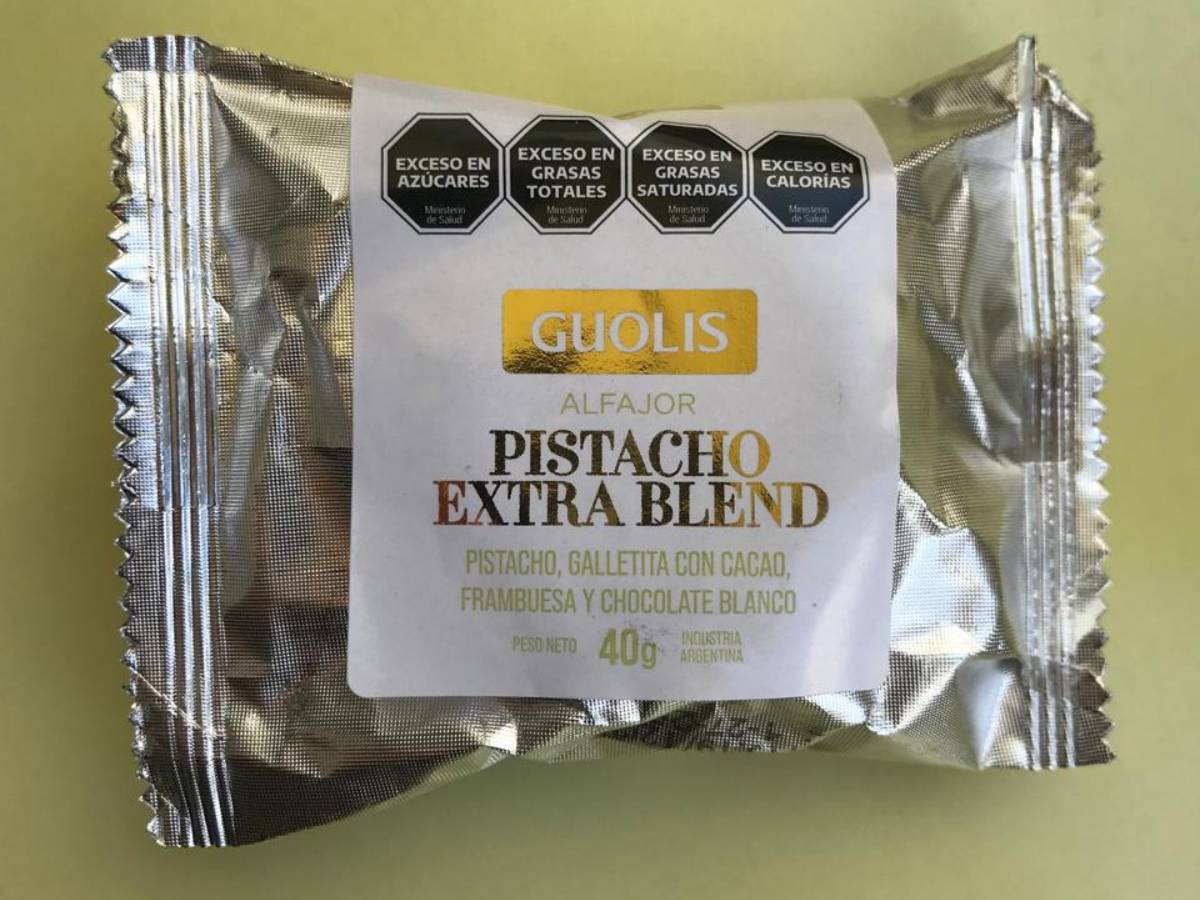 EXCESO EN
AZÚCARES
Ministerio
de Salud
EXCESO EN
GRASAS
TOTALES
Ministerio
de Salud
EXCESO EN
GRASAS
SATURADAS
Ministerio
de Salud
EXCESO EN
CALORÍAS
Ministerio
de Salud
GUOLIS
ALFAJOR
PISTACHO
EXTRA BLEND
PISTACHO, GALLETITA CON CACAO,
FRAMBUESA Y CHOCOLATE BLANCO
PESO NETO 40g
INDUSTRIA
ARGENTINA